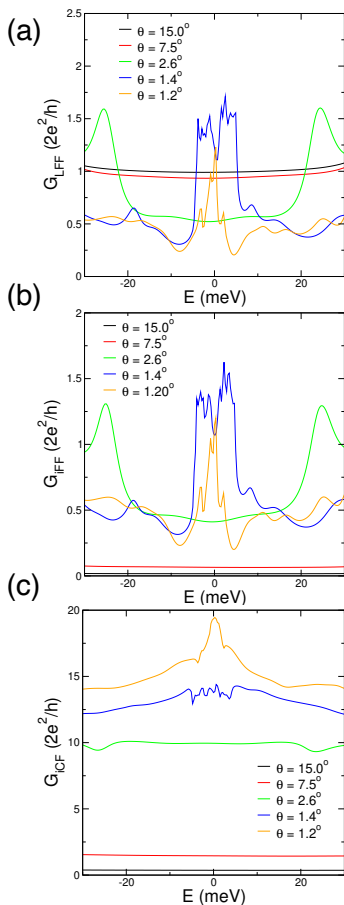 (a)
2.5
2
1.5
1
0.5
0
G_LFF (2e²/h)
θ = 15.0°
θ = 7.5°
θ = 2.6°
θ = 1.4°
θ = 1.2°
-20 0 20
E (meV)
(b)
2
1.5
1
0.5
0
G_iFF (2e²/h)
θ = 15.0°
θ = 7.5°
θ = 2.6°
θ = 1.4°
θ = 1.20°
-20 0 20
E (meV)
(c)
20
15
10
5
0
G_iCF (2e²/h)
θ = 15.0°
θ = 7.5°
θ = 2.6°
θ = 1.4°
θ = 1.2°
-20 0 20
E (meV)